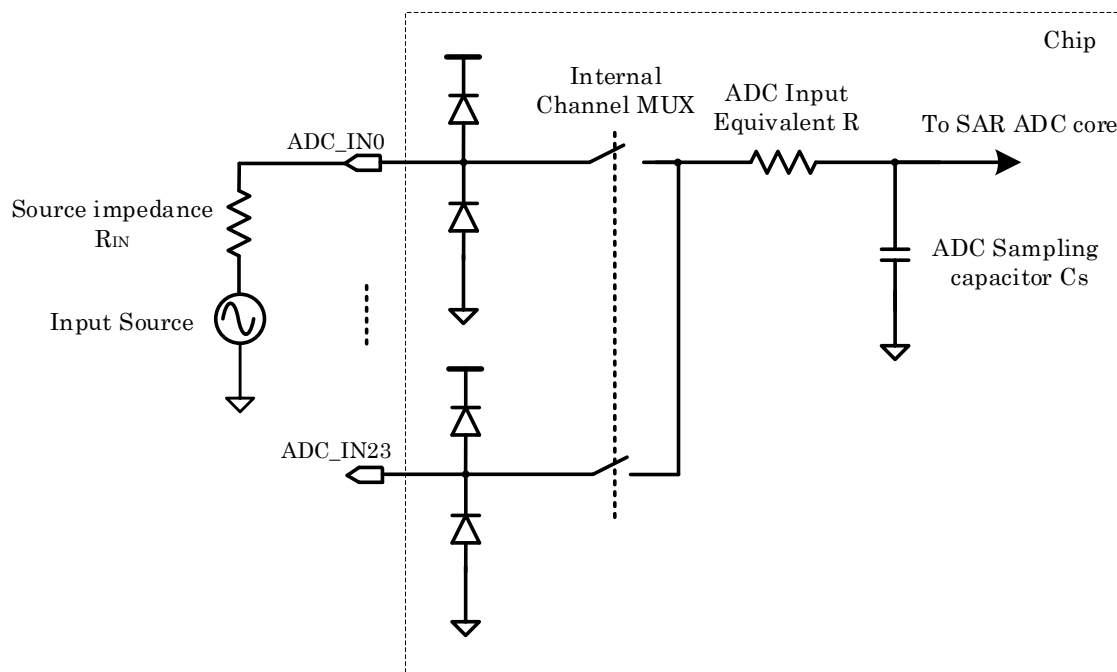 Chip
Internal
Channel MUX
ADC Input
Equivalent R
To SAR ADC core
ADC_IN0
Source impedance
RIN
ADC Sampling
capacitor Cs
Input Source
ADC_IN23